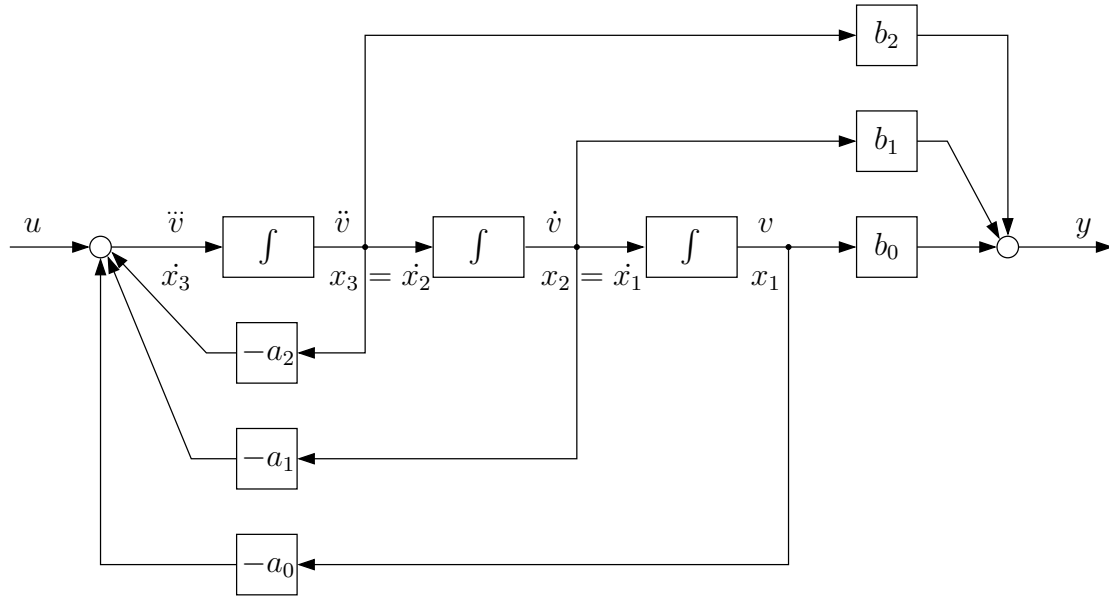 b₂
b₁
u v⃛ ∫ v̈ ∫ v̇ ∫ v b₀ y
ẋ₃ x₃ = ẋ₂ x₂ = ẋ₁ x₁
−a₂
−a₁
−a₀